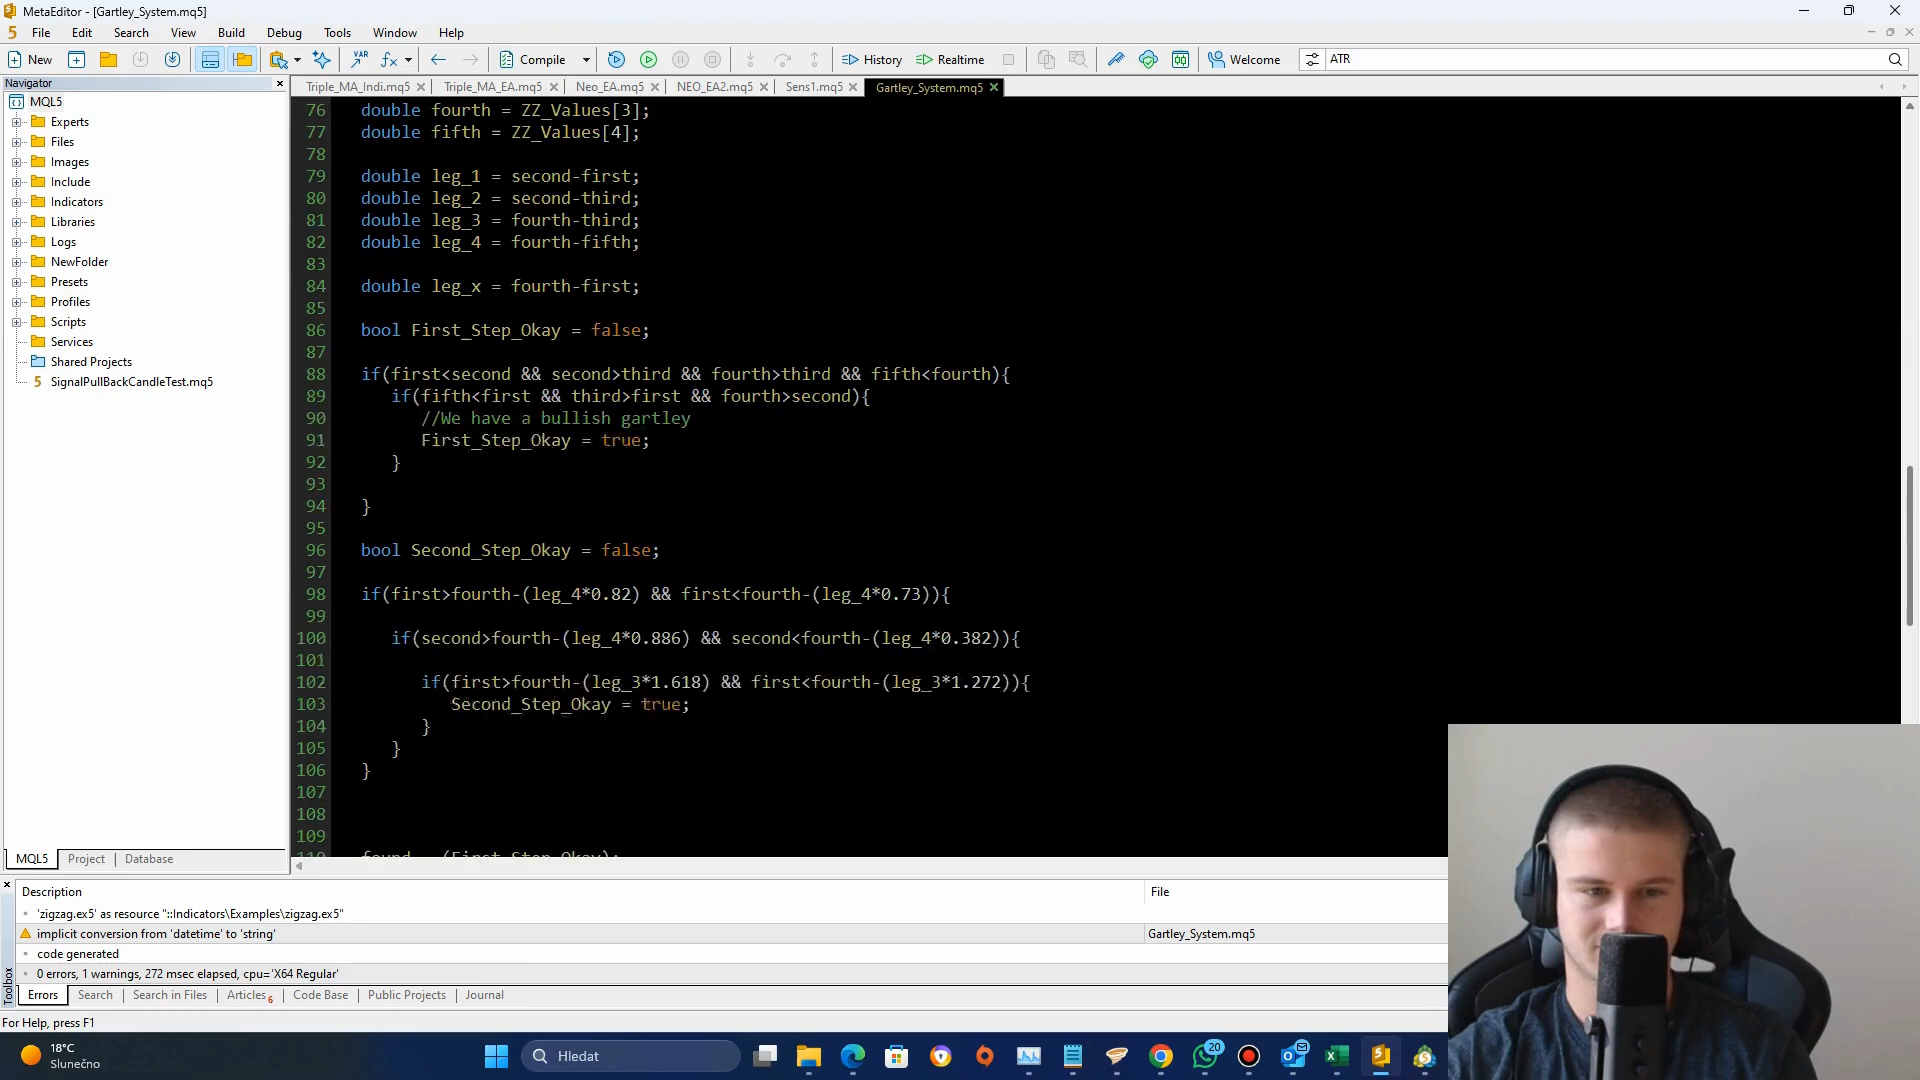 MetaEditor - [Gartley_System.mq5]
File Edit Search View Build Debug Tools Window Help
New VAR Compile History Realtime Welcome ATR
Navigator
Triple_MA_Indi.mq5 Triple_MA_EA.mq5 Neo_EA.mq5 NEO_EA2.mq5 Sens1.mq5 Gartley_System.mq5
MQL5
Experts
Files
Images
Include
Indicators
Libraries
Logs
NewFolder
Presets
Profiles
Scripts
Services
Shared Projects
SignalPullBackCandleTest.mq5
MQL5 Project Database
76 double fourth = ZZ_Values[3];
77 double fifth = ZZ_Values[4];
78
79 double leg_1 = second-first;
80 double leg_2 = second-third;
81 double leg_3 = fourth-third;
82 double leg_4 = fourth-fifth;
83
84 double leg_x = fourth-first;
85
86 bool First_Step_Okay = false;
87
88 if(first<second && second>third && fourth>third && fifth<fourth){
89 if(fifth<first && third>first && fourth>second){
90 //We have a bullish gartley
91 First_Step_Okay = true;
92 }
93
94 }
95
96 bool Second_Step_Okay = false;
97
98 if(first>fourth-(leg_4*0.82) && first<fourth-(leg_4*0.73)){
99
100 if(second>fourth-(leg_4*0.886) && second<fourth-(leg_4*0.382)){
101
102 if(first>fourth-(leg_3*1.618) && first<fourth-(leg_3*1.272)){
103 Second_Step_Okay = true;
104 }
105 }
106 }
107
108
109
Description File
'zigzag.ex5' as resource "::Indicators\Examples\zigzag.ex5"
implicit conversion from 'datetime' to 'string' Gartley_System.mq5
code generated
0 errors, 1 warnings, 272 msec elapsed, cpu='X64 Regular'
Toolbox
Errors Search Search in Files Articles 6 Code Base Public Projects Journal
For Help, press F1
18°C
Slunečno
Hledat
20